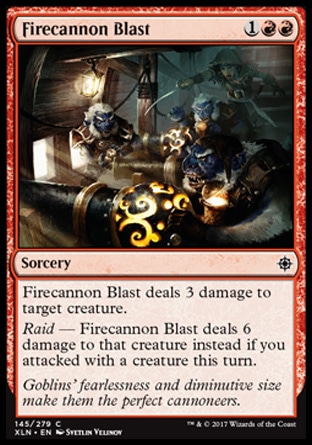 Firecannon Blast 1
Sorcery
Firecannon Blast deals 3 damage to
target creature.
Raid — Firecannon Blast deals 6
damage to that creature instead if you
attacked with a creature this turn.
Goblins' fearlessness and diminutive size
make them the perfect cannoneers.
145/279 C
XLN • EN Svetlin Velinov
™ & © 2017 Wizards of the Coast